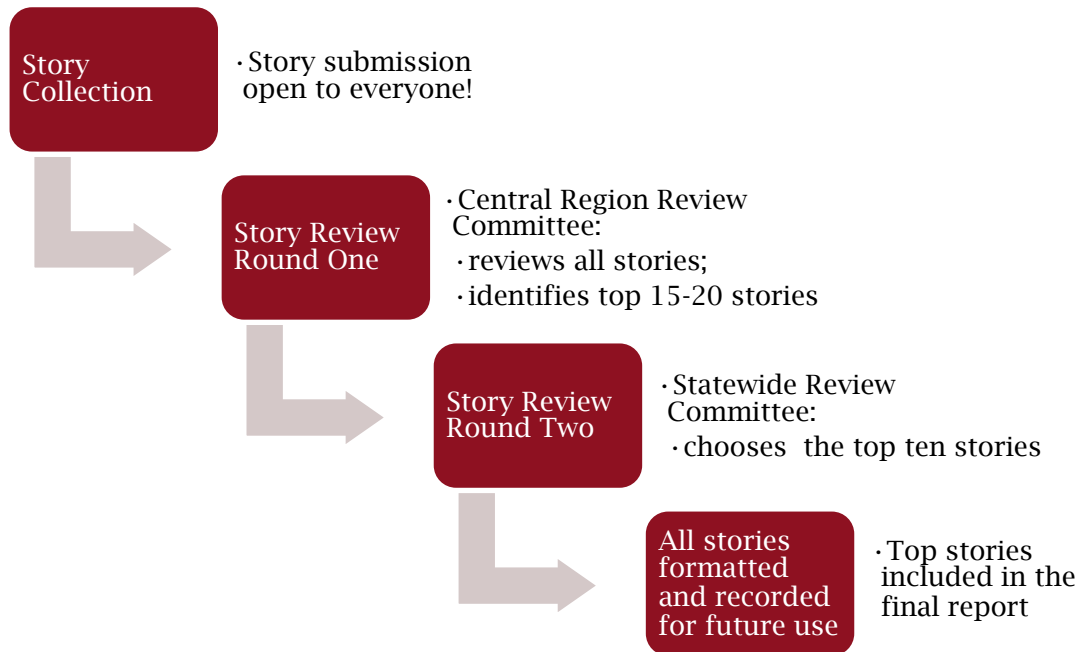 Story
Collection
· Story submission
open to everyone!
Story Review
Round One
· Central Region Review
Committee:
· reviews all stories;
· identifies top 15-20 stories
Story Review
Round Two
· Statewide Review
Committee:
· chooses  the top ten stories
All stories
formatted
and recorded
for future use
· Top stories
included in the
final report